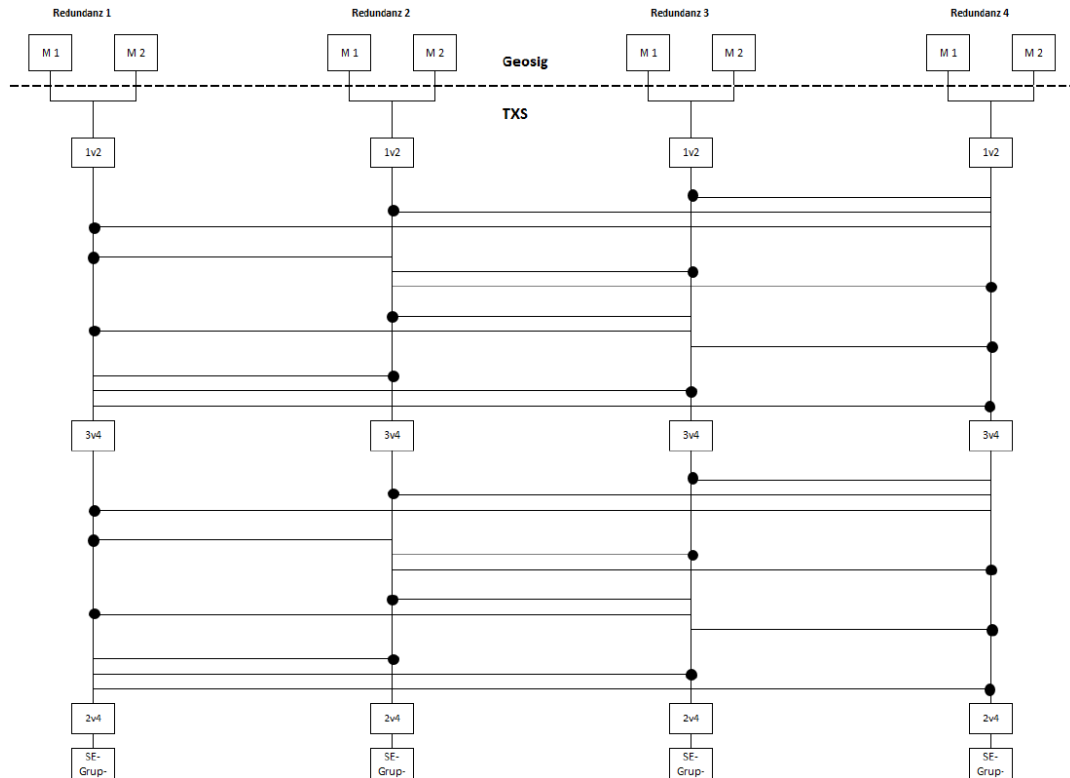 Redundanz 1
Redundanz 2
Redundanz 3
Redundanz 4
M 1
M 2
M 1
M 2
M 1
M 2
M 1
M 2
Geosig
TXS
1v2
1v2
1v2
1v2
3v4
3v4
3v4
3v4
2v4
2v4
2v4
2v4
SE-
Grup-
SE-
Grup-
SE-
Grup-
SE-
Grup-